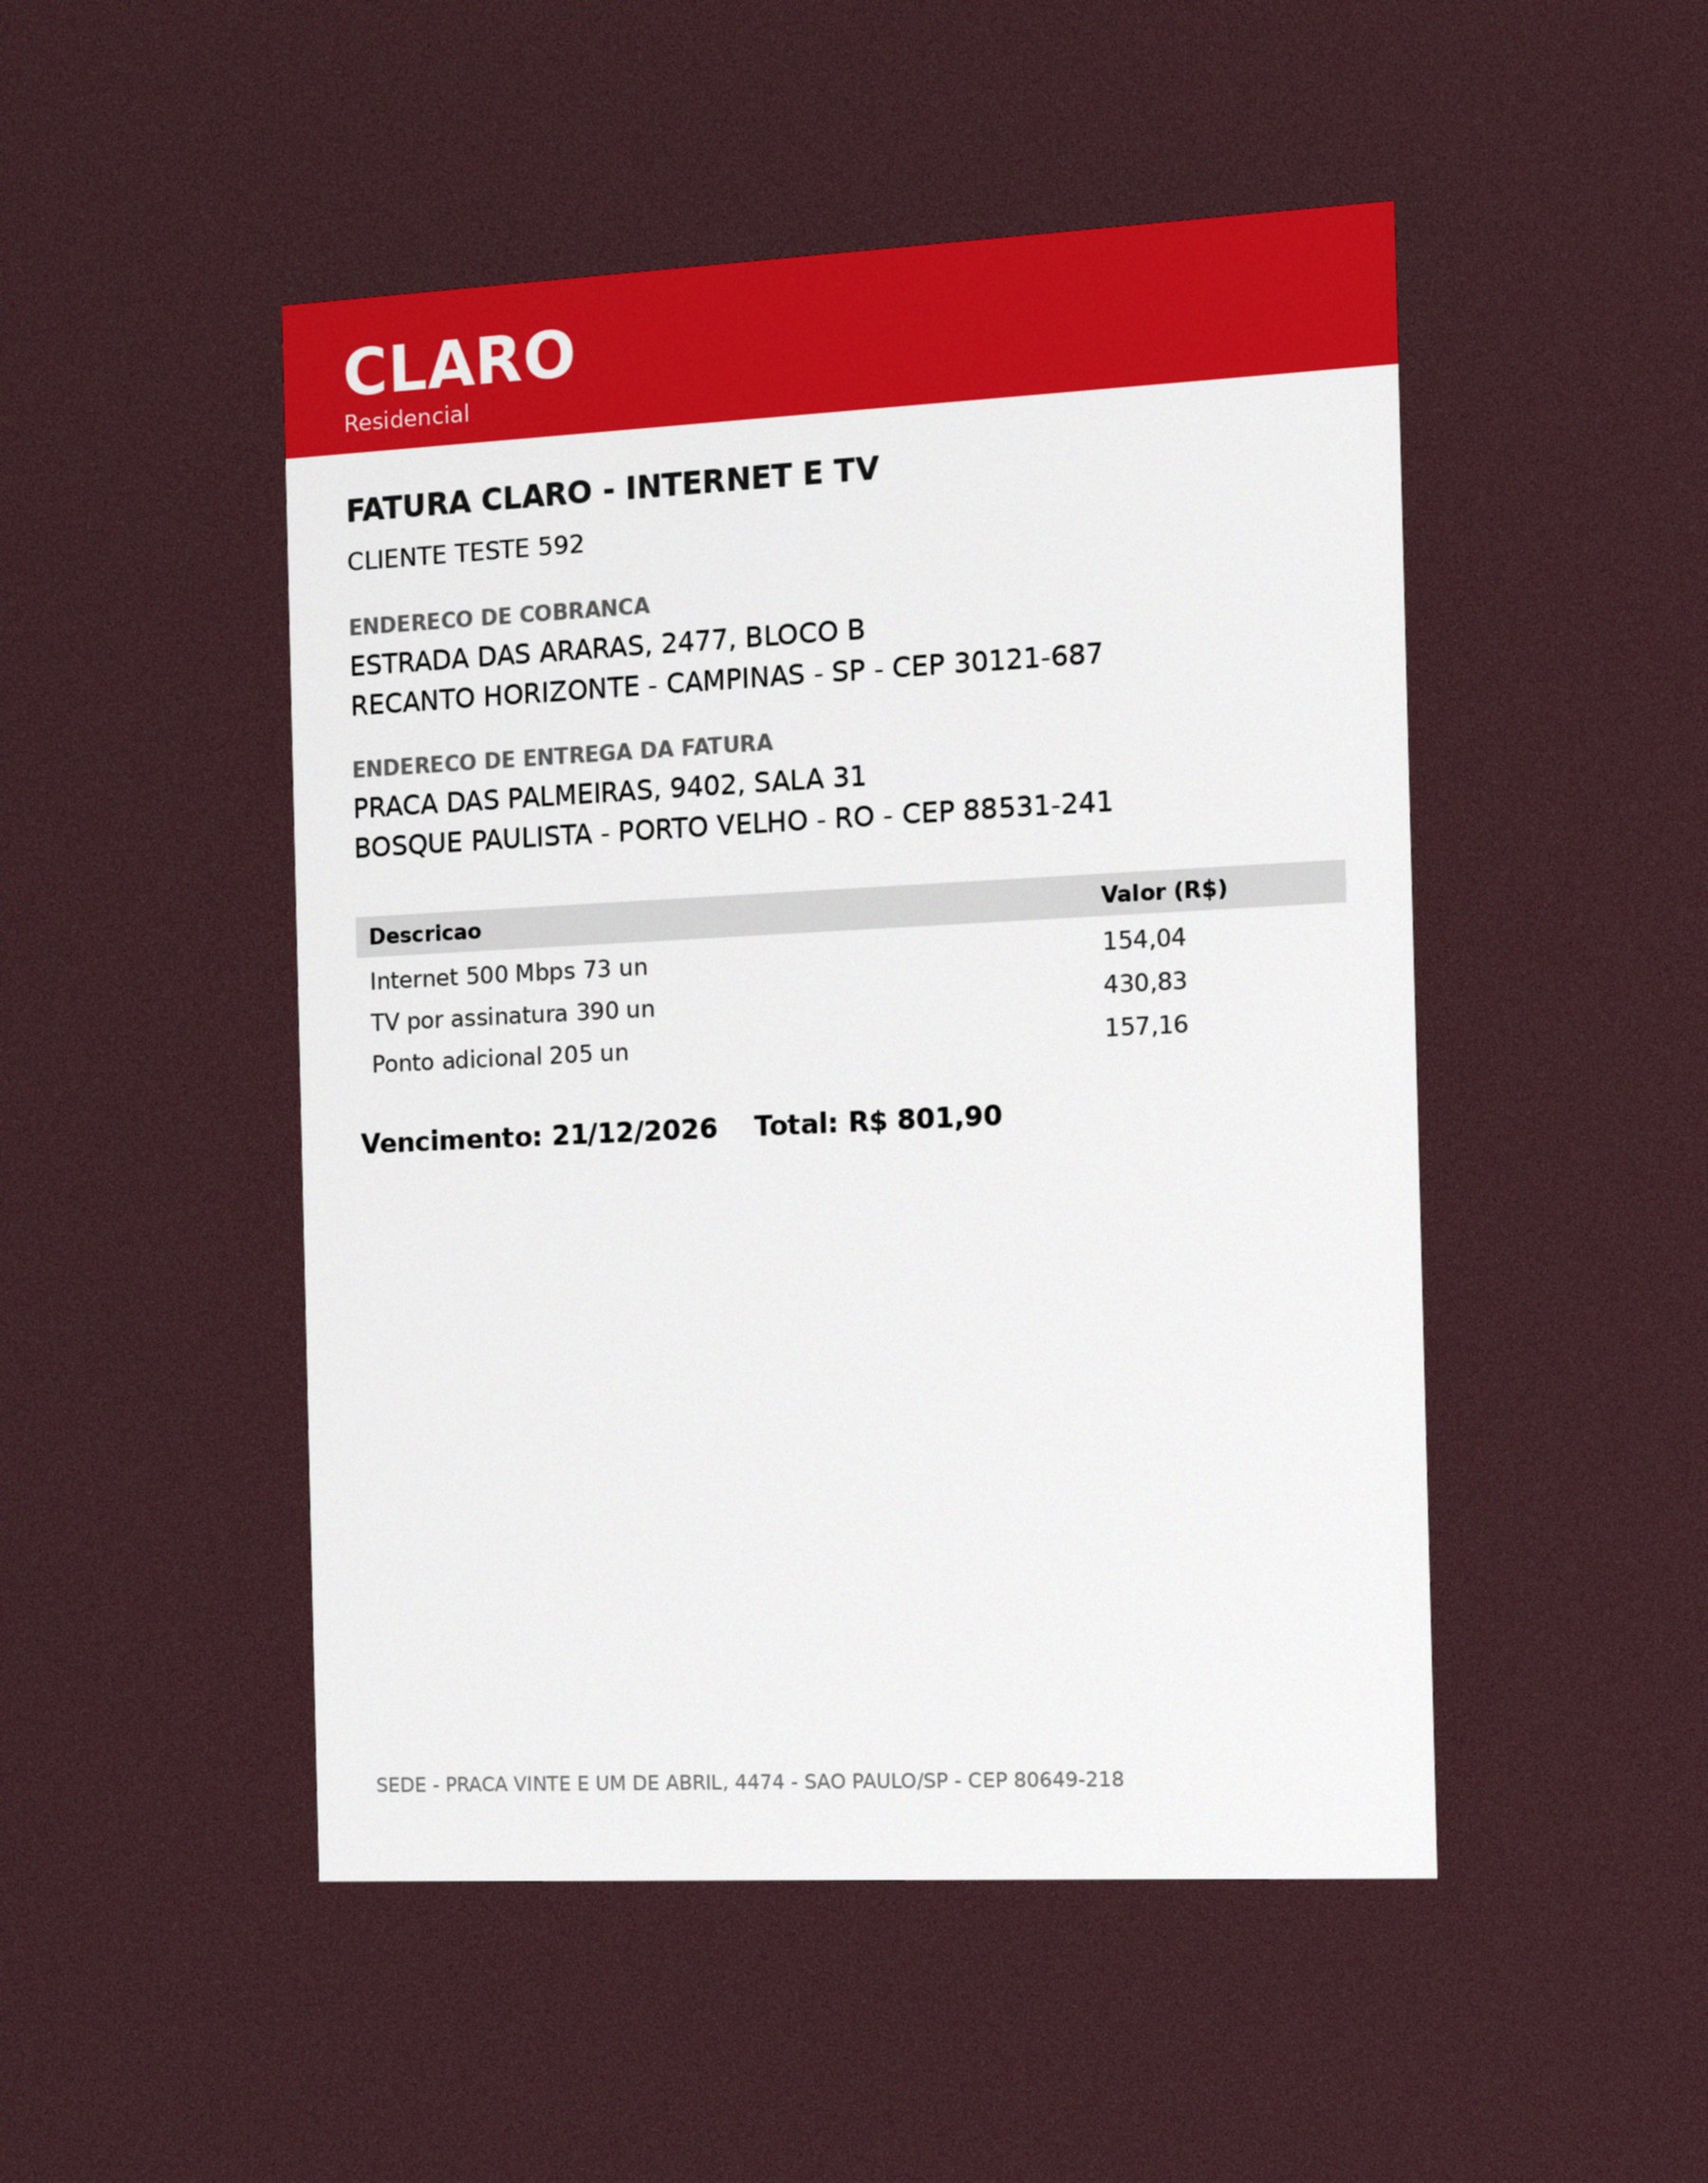 CLARO
Residencial
FATURA CLARO - INTERNET E TV
CLIENTE TESTE 592
ENDERECO DE COBRANCA
ESTRADA DAS ARARAS, 2477, BLOCO B
RECANTO HORIZONTE - CAMPINAS - SP - CEP 30121-687
ENDERECO DE ENTREGA DA FATURA
PRACA DAS PALMEIRAS, 9402, SALA 31
BOSQUE PAULISTA - PORTO VELHO - RO - CEP 88531-241
Descricao Valor (R$)
Internet 500 Mbps 73 un 154,04
TV por assinatura 390 un 430,83
Ponto adicional 205 un 157,16
Vencimento: 21/12/2026 Total: R$ 801,90
SEDE - PRACA VINTE E UM DE ABRIL, 4474 - SAO PAULO/SP - CEP 80649-218